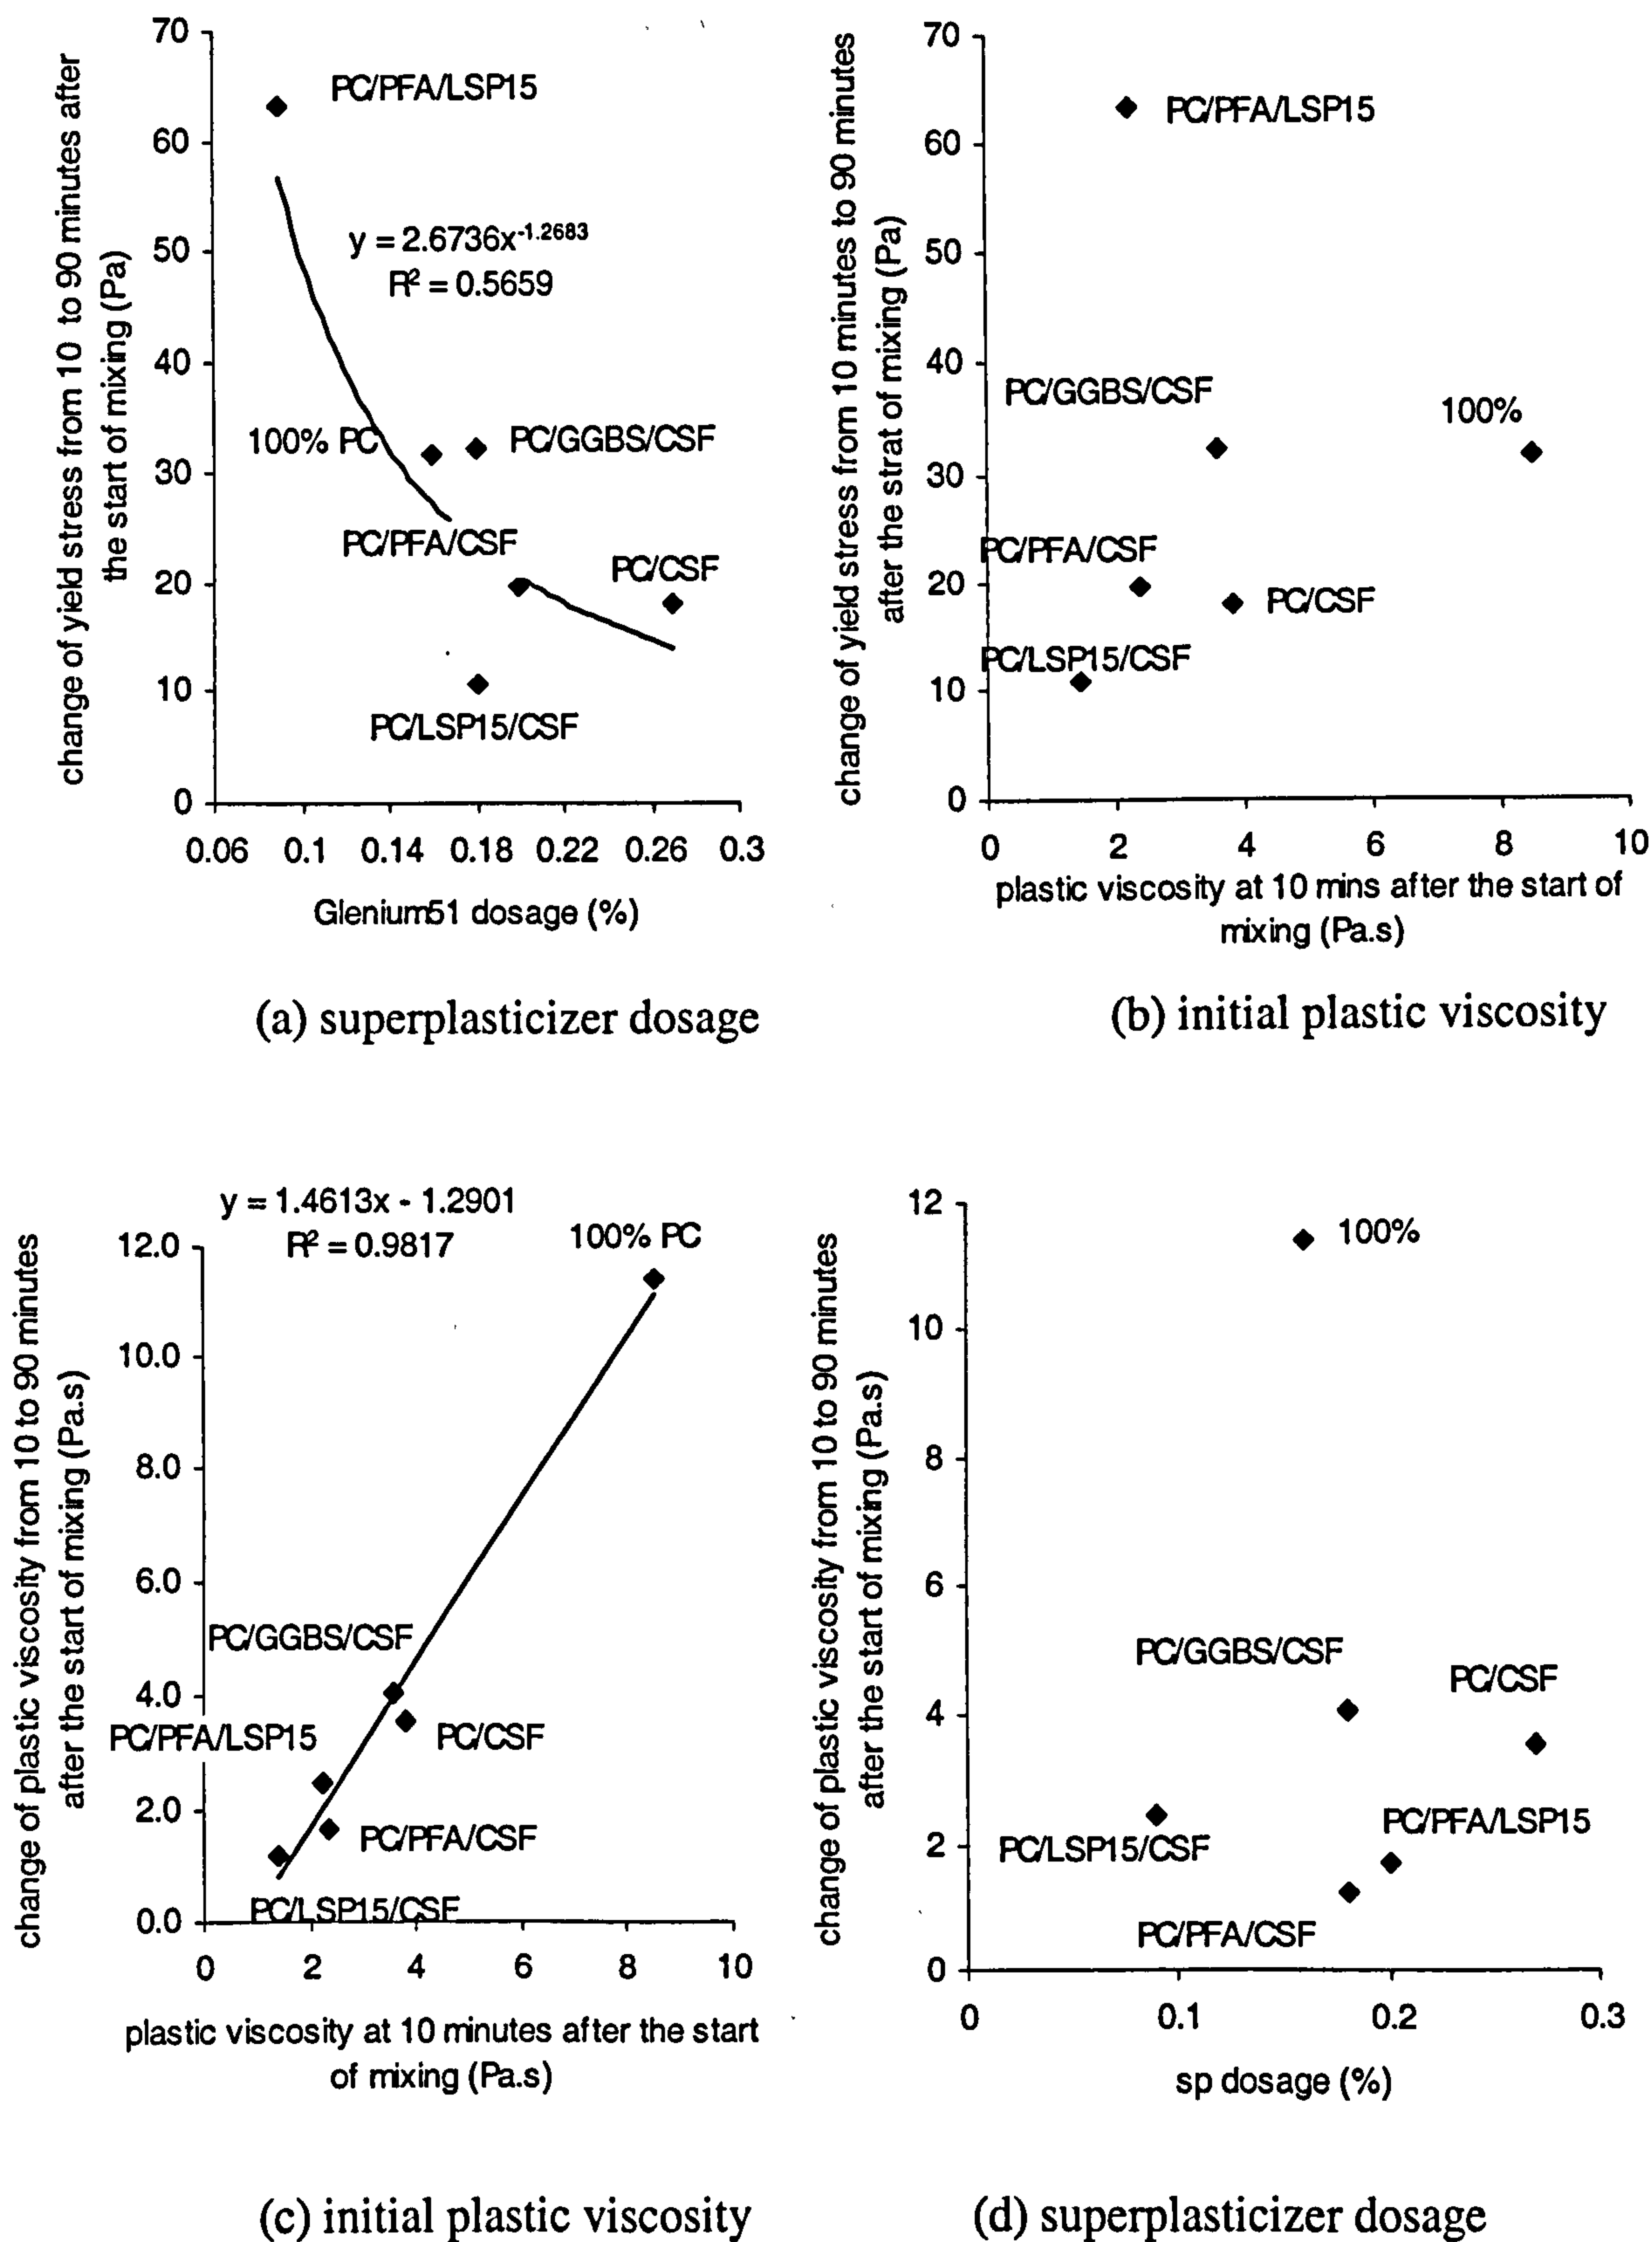 change of yield stress from 10 to 90 minutes after
the start of mixing (Pa)
70
60
50
40
30
20
10
0
PC/PFA/LSP15
y = 2.6736x^-1.2683
R² = 0.5659
100% PC
PC/GGBS/CSF
PC/PFA/CSF
PC/CSF
PC/LSP15/CSF
0.06 0.1 0.14 0.18 0.22 0.26 0.3
Glenium51 dosage (%)
(a) superplasticizer dosage
change of yield stress from 10 minutes to 90 minutes
after the strat of mixing (Pa)
70
60
50
40
30
20
10
0
PC/PFA/LSP15
PC/GGBS/CSF
100%
PC/PFA/CSF
PC/CSF
PC/LSP15/CSF
0 2 4 6 8 10
plastic viscosity at 10 mins after the start of
mixing (Pa.s)
(b) initial plastic viscosity
change of plastic viscosity from 10 to 90 minutes
after the start of mixing (Pa.s)
y = 1.4613x - 1.2901
R² = 0.9817
100% PC
12.0
10.0
8.0
6.0
4.0
2.0
0.0
PC/GGBS/CSF
PC/PFA/LSP15
PC/CSF
PC/PFA/CSF
PC/LSP15/CSF
0 2 4 6 8 10
plastic viscosity at 10 minutes after the start
of mixing (Pa.s)
(c) initial plastic viscosity
change of plastic viscosity from 10 to 90 minutes
after the start of mixing (Pa.s)
12
10
8
6
4
2
0
100%
PC/GGBS/CSF
PC/CSF
PC/PFA/LSP15
PC/LSP15/CSF
PC/PFA/CSF
0 0.1 0.2 0.3
sp dosage (%)
(d) superplasticizer dosage